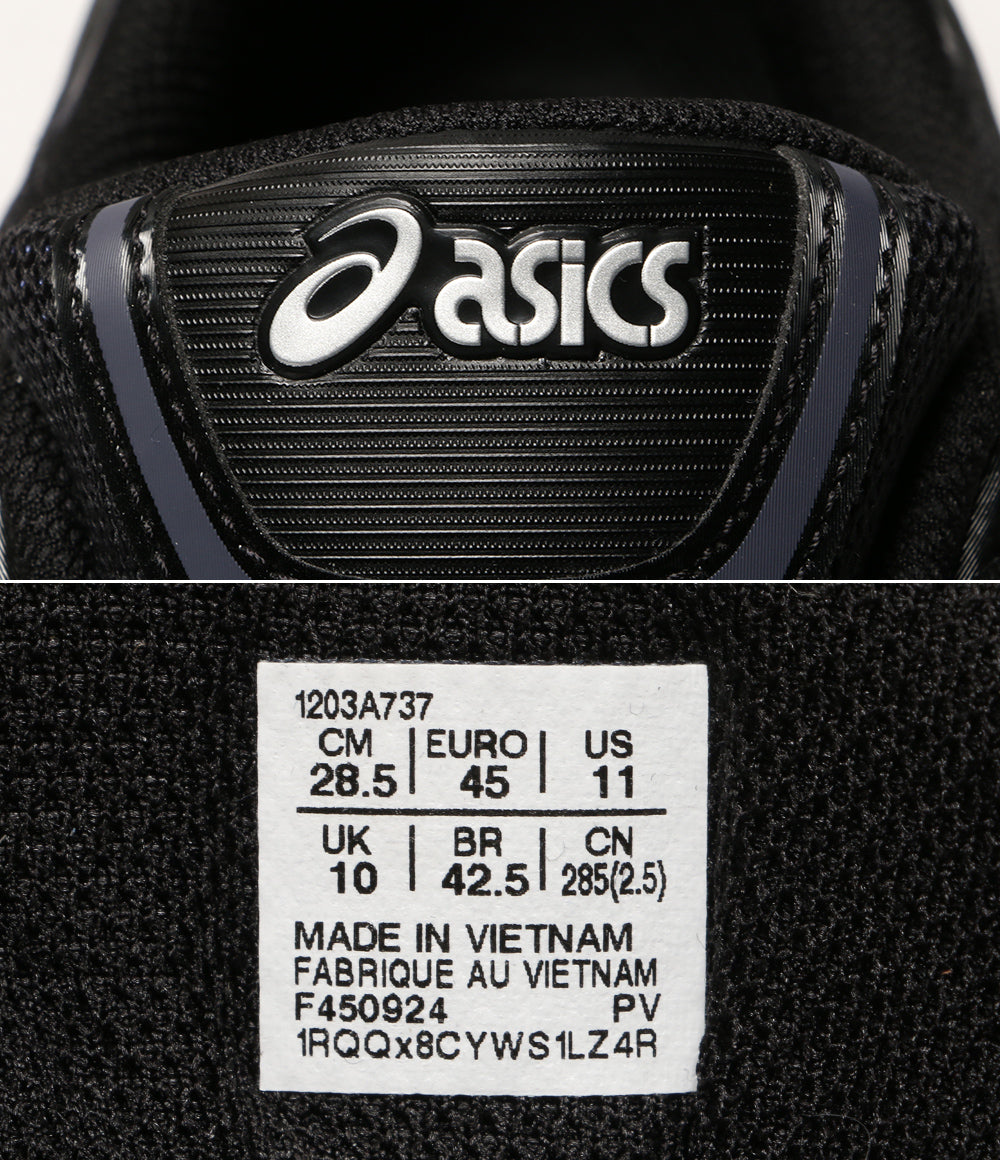 asics
1203A737
CM | EURO | US
28.5 | 45 | 11
UK | BR | CN
10 | 42.5 | 285(2.5)
MADE IN VIETNAM
FABRIQUE AU VIETNAM
F450924 PV
1RQQx8CYWS1LZ4R